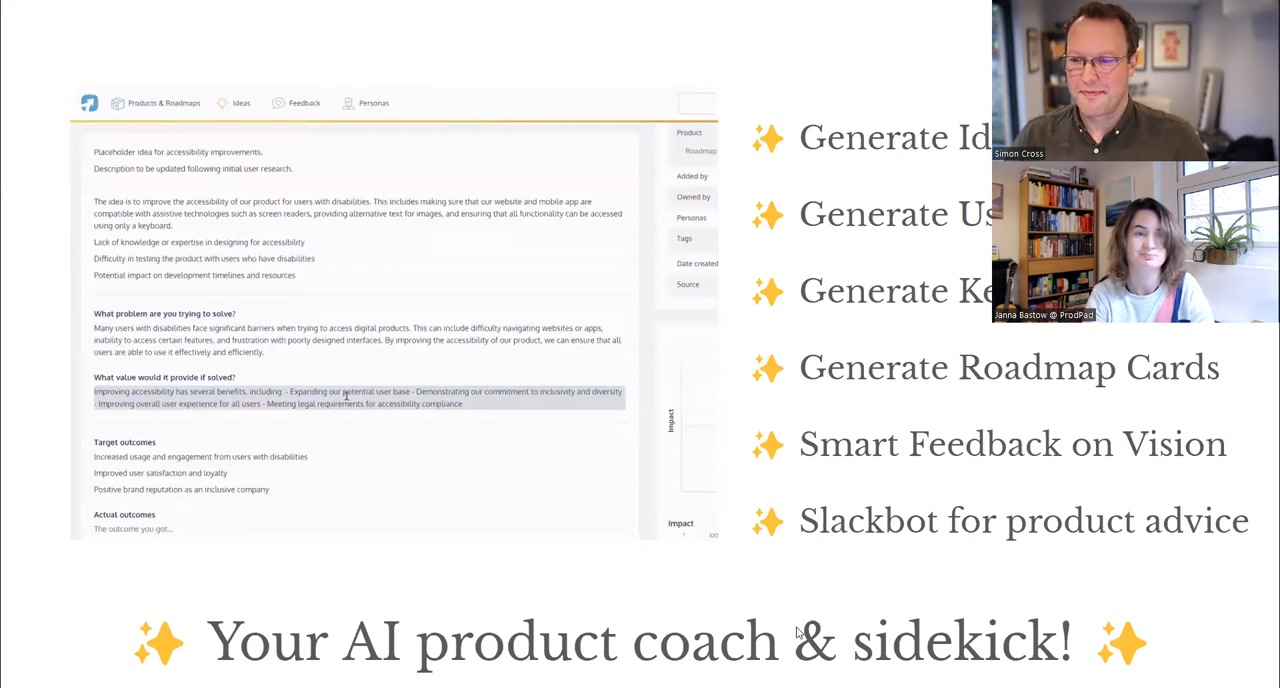 Products & Roadmaps
Ideas
Feedback
Personas
Placeholder idea for accessibility improvements.
Description to be updated following initial user research.
The idea is to improve the accessibility of our product for users with disabilities. This includes making sure that our website and mobile app are
compatible with assistive technologies such as screen readers, providing alternative text for images, and ensuring that all functionality can be accessed
using only a keyboard.
Lack of knowledge or expertise in designing for accessibility
Difficulty in testing the product with users who have disabilities
Potential impact on development timelines and resources
What problem are you trying to solve?
Many users with disabilities face significant barriers when trying to access digital products. This can include difficulty navigating websites or apps,
inability to access certain features, and frustration with poorly designed interfaces. By improving the accessibility of our product, we can ensure that all
users are able to use it effectively and efficiently.
What value would it provide if solved?
Improving accessibility has several benefits, including: - Expanding our potential user base - Demonstrating our commitment to inclusivity and diversity
- Improving overall user experience for all users - Meeting legal requirements for accessibility compliance
Target outcomes
Increased usage and engagement from users with disabilities
Improved user satisfaction and loyalty
Positive brand reputation as an inclusive company
Actual outcomes
The outcome you got...
Product
Roadmap
Added by
Owned by
Personas
Tags
Date created
Source
Impact
Impact
Generate Id
Generate Us
Generate Ke
Generate Roadmap Cards
Smart Feedback on Vision
Slackbot for product advice
Simon Cross
Janna Bastow @ ProdPad
Your AI product coach & sidekick!